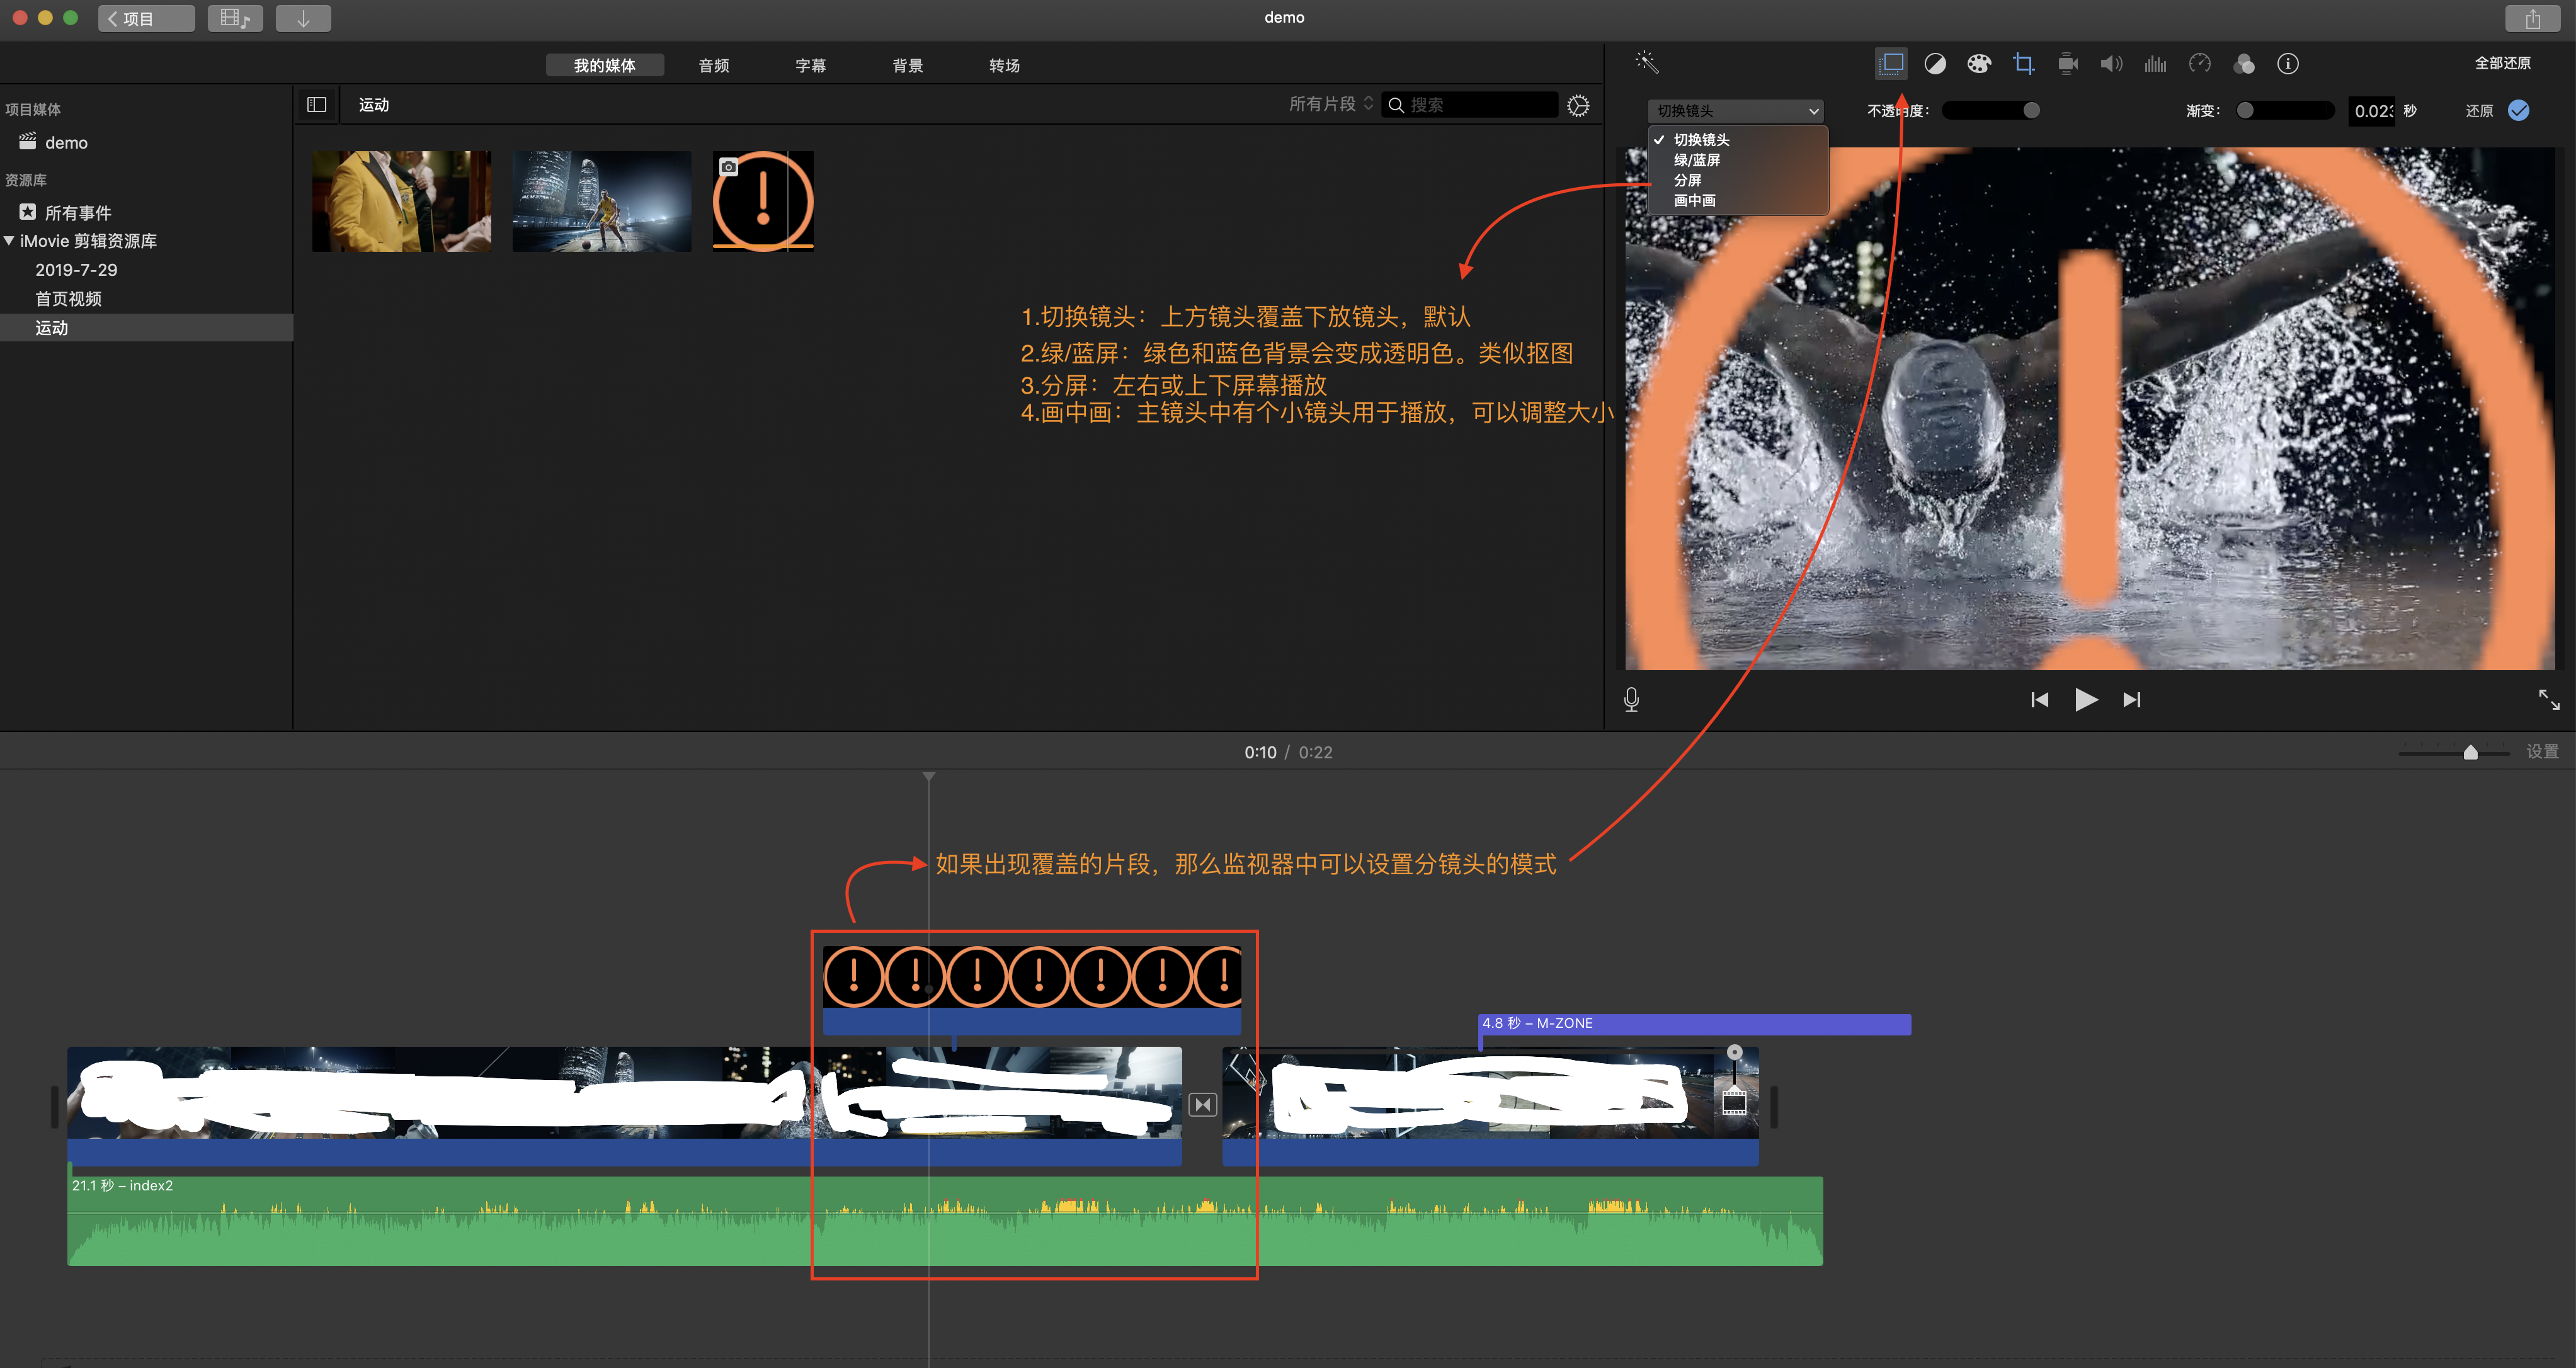 项目
demo
我的媒体
音频
字幕
背景
转场
全部还原
项目媒体
demo
资源库
所有事件
iMovie 剪辑资源库
2019-7-29
首页视频
运动
运动
所有片段
搜索
切换镜头
不透明度:
渐变:
秒
还原
切换镜头
绿/蓝屏
分屏
画中画
1.切换镜头：上方镜头覆盖下放镜头，默认
2.绿/蓝屏：绿色和蓝色背景会变成透明色。类似抠图
3.分屏：左右或上下屏幕播放
4.画中画：主镜头中有个小镜头用于播放，可以调整大小
0:10 / 0:22
设置
如果出现覆盖的片段，那么监视器中可以设置分镜头的模式
4.8 秒 – M-ZONE
21.1 秒 – index2